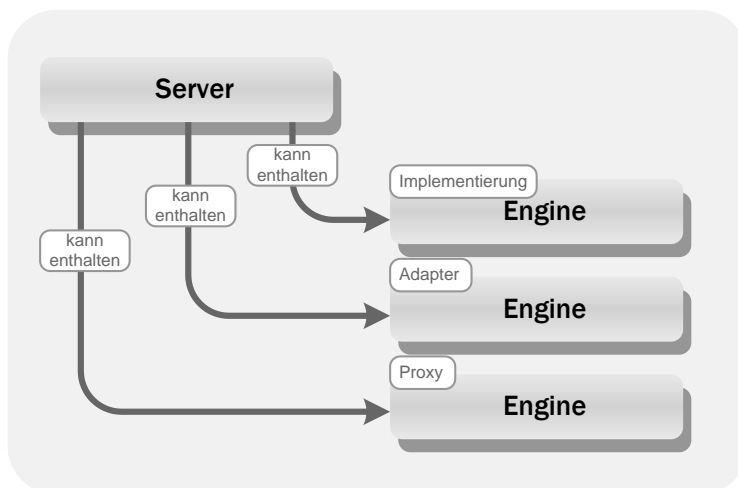 Server
kann
enthalten
Implementierung
Engine
kann
enthalten
Adapter
Engine
kann
enthalten
Proxy
Engine